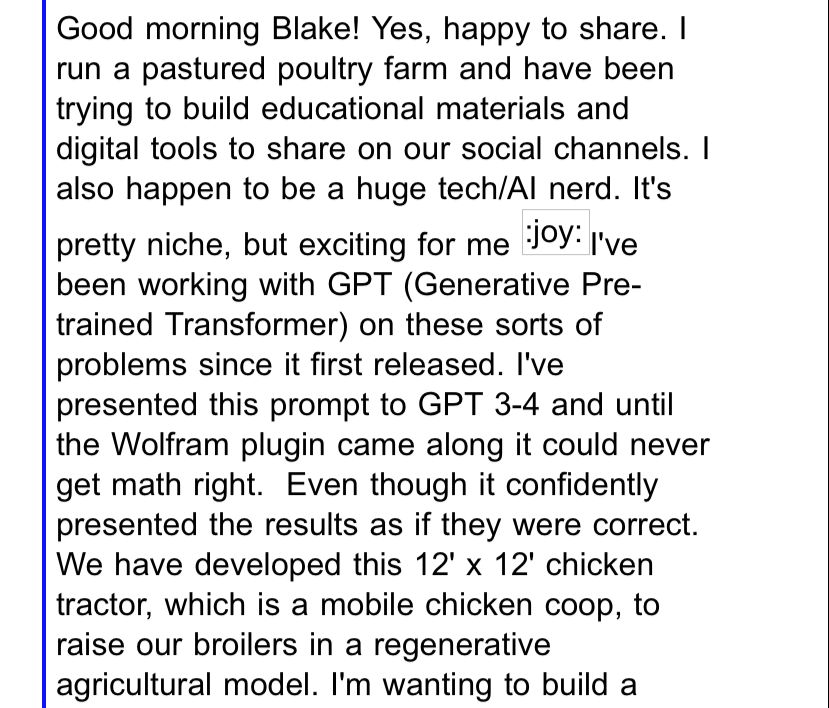 Good morning Blake! Yes, happy to share. I
run a pastured poultry farm and have been
trying to build educational materials and
digital tools to share on our social channels. I
also happen to be a huge tech/AI nerd. It's
pretty niche, but exciting for me :joy: I've
been working with GPT (Generative Pre-
trained Transformer) on these sorts of
problems since it first released. I've
presented this prompt to GPT 3-4 and until
the Wolfram plugin came along it could never
get math right.  Even though it confidently
presented the results as if they were correct.
We have developed this 12' x 12' chicken
tractor, which is a mobile chicken coop, to
raise our broilers in a regenerative
agricultural model. I'm wanting to build a